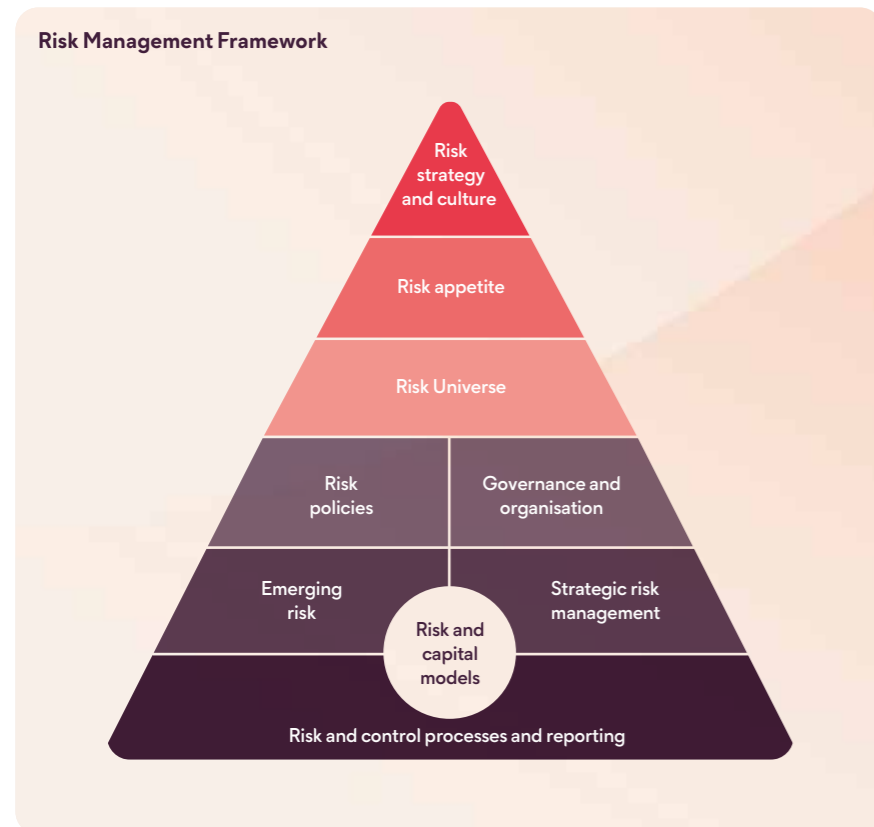 Risk Management Framework
Risk
strategy
and culture
Risk appetite
Risk Universe
Risk
policies
Governance and
organisation
Emerging
risk
Strategic risk
management
Risk and
capital
models
Risk and control processes and reporting